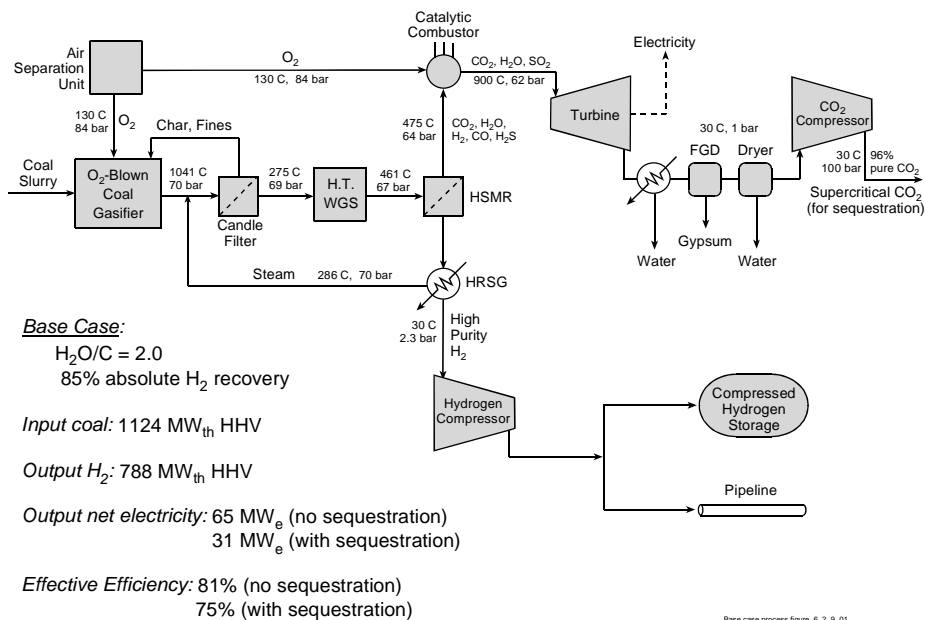 Catalytic
Combustor
Air
Separation
Unit
O₂
130 C, 84 bar
CO₂, H₂O, SO₂
900 C, 62 bar
Electricity
130 C
84 bar
O₂
475 C
64 bar
CO₂, H₂O,
H₂, CO, H₂S
Turbine
30 C, 1 bar
CO₂
Compressor
Char, Fines
FGD
Dryer
30 C
100 bar
96%
pure CO₂
Coal
Slurry
O₂-Blown
Coal
Gasifier
1041 C
70 bar
275 C
69 bar
H.T.
WGS
461 C
67 bar
HSMR
Supercritical CO₂
(for sequestration)
Candle
Filter
Gypsum
Water
Water
Steam
286 C, 70 bar
HRSG
30 C
2.3 bar
High
Purity
H₂
Base Case:
H₂O/C = 2.0
85% absolute H₂ recovery
Hydrogen
Compressor
Compressed
Hydrogen
Storage
Input coal: 1124 MWth HHV
Output H₂: 788 MWth HHV
Pipeline
Output net electricity: 65 MWe (no sequestration)
31 MWe (with sequestration)
Effective Efficiency: 81% (no sequestration)
75% (with sequestration)
Base case process figure 6_2_9_01